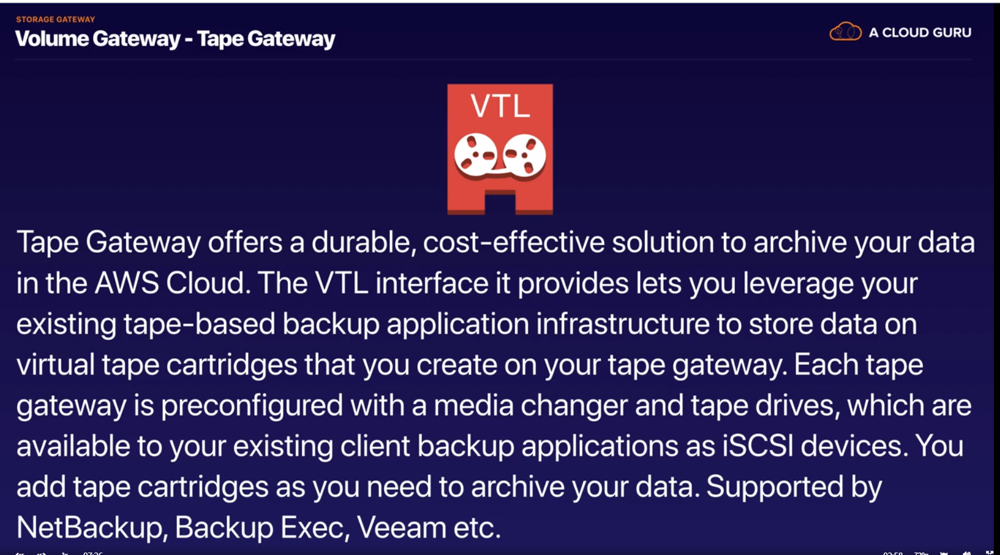 STORAGE GATEWAY
Volume Gateway - Tape Gateway
A CLOUD GURU
VTL
Tape Gateway offers a durable, cost-effective solution to archive your data
in the AWS Cloud. The VTL interface it provides lets you leverage your
existing tape-based backup application infrastructure to store data on
virtual tape cartridges that you create on your tape gateway. Each tape
gateway is preconfigured with a media changer and tape drives, which are
available to your existing client backup applications as iSCSI devices. You
add tape cartridges as you need to archive your data. Supported by
NetBackup, Backup Exec, Veeam etc.